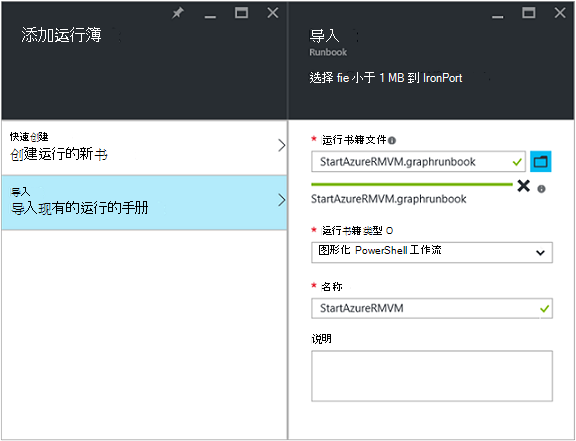 添加运行簿
快速创建
创建运行的新书
导入
导入现有的运行的手册
导入
Runbook
选择 fie 小于 1 MB 到 IronPort
* 运行书籍文件
StartAzureRMVM.graphrunbook
StartAzureRMVM.graphrunbook
* 运行书籍类型 O
图形化 PowerShell 工作流
* 名称
StartAzureRMVM
说明